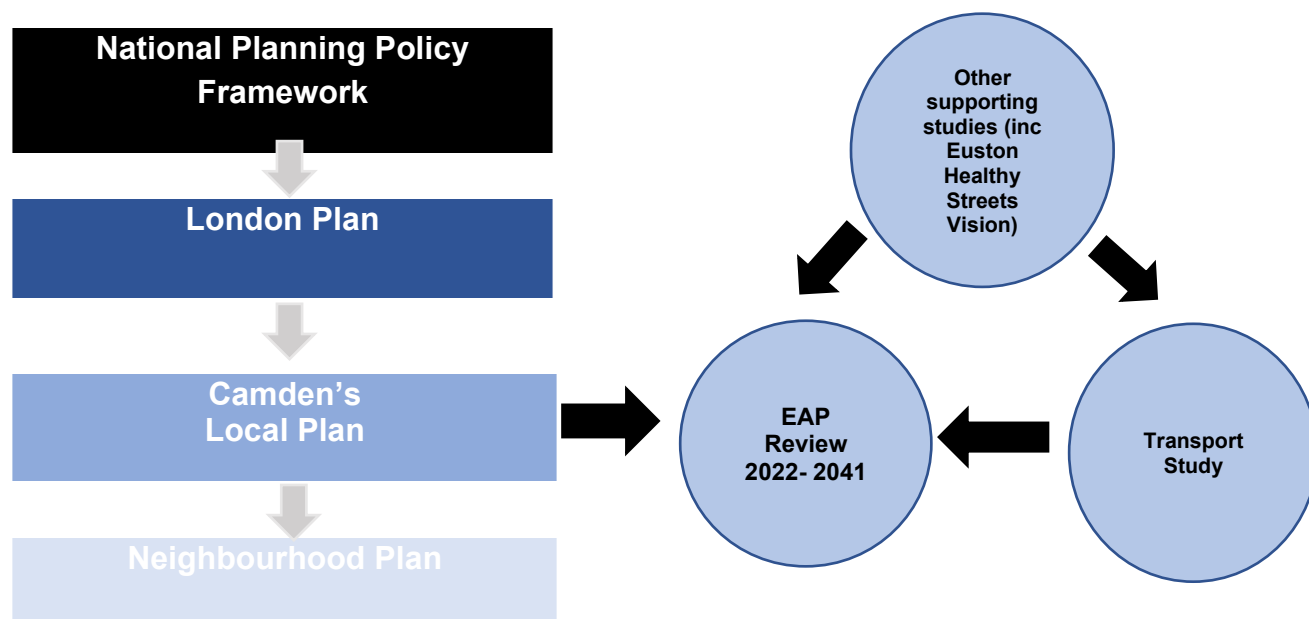 National Planning Policy
Framework
London Plan
Camden’s
Local Plan
Neighbourhood Plan
Other
supporting
studies (inc
Euston
Healthy
Streets
Vision)
EAP
Review
2022- 2041
Transport
Study